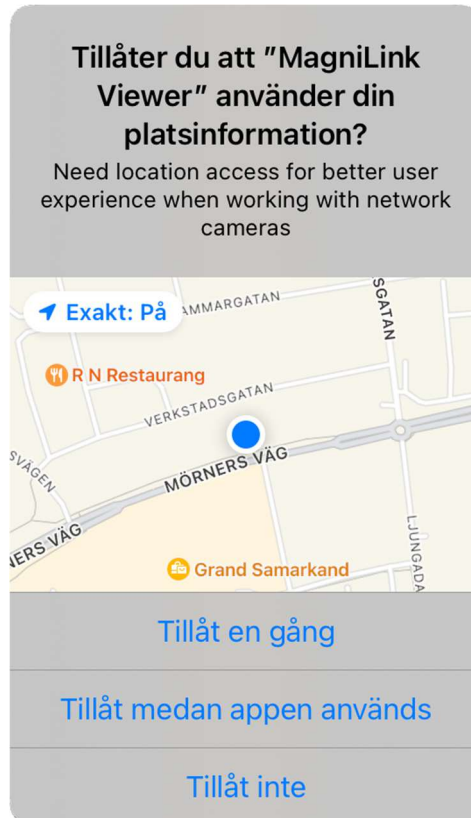 Tillåter du att ”MagniLink
Viewer” använder din
platsinformation?
Need location access for better user
experience when working with network
cameras
Exakt: På
AMMARGATAN
SGATAN
R N Restaurang
VERKSTADSGATAN
MÖRNERS VÄG
SVÄGEN
NERS VÄG
LJUNGADA
Grand Samarkand
Tillåt en gång
Tillåt medan appen används
Tillåt inte